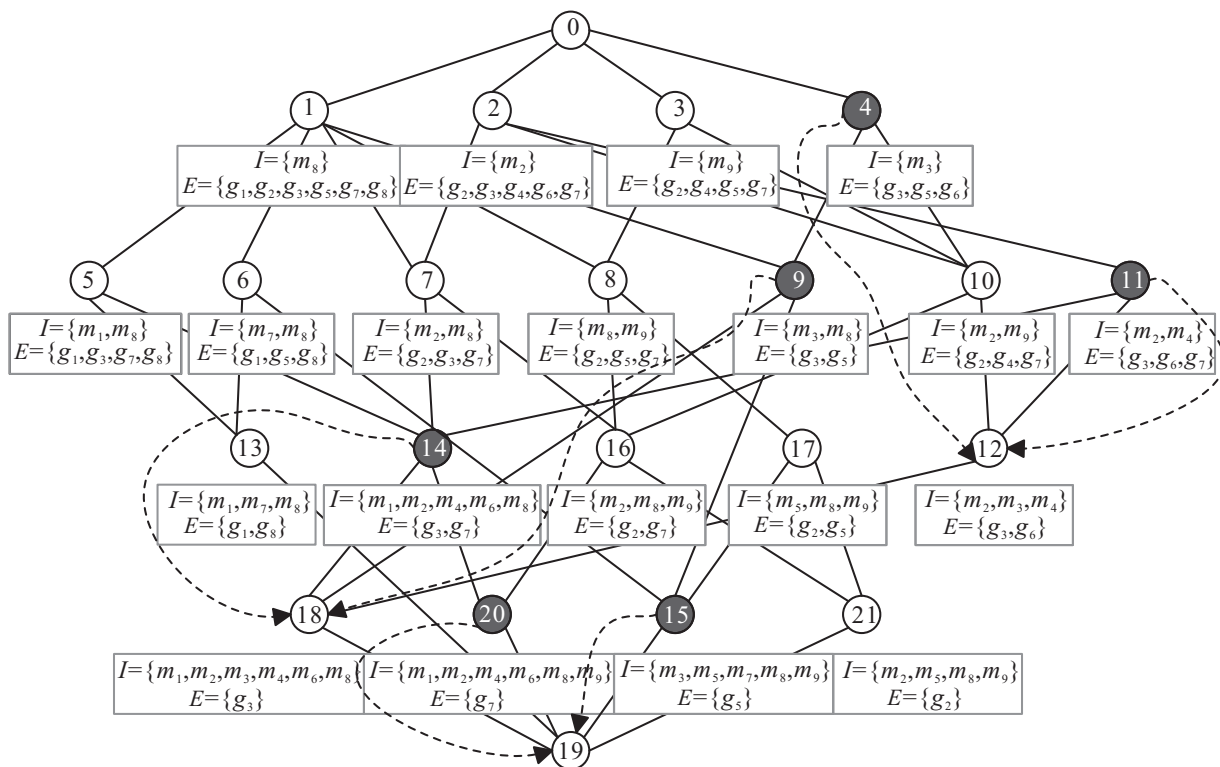 0
1 2 3 4
I={m₈} I={m₂} I={m₉} I={m₃}
E={g₁,g₂,g₃,g₅,g₇,g₈} E={g₂,g₃,g₄,g₆,g₇} E={g₂,g₄,g₅,g₇} E={g₃,g₅,g₆}
5 6 7 8 9 10 11
I={m₁,m₈} I={m₇,m₈} I={m₂,m₈} I={m₈,m₉} I={m₃,m₈} I={m₂,m₉} I={m₂,m₄}
E={g₁,g₃,g₇,g₈} E={g₁,g₅,g₈} E={g₂,g₃,g₇} E={g₂,g₅,g₇} E={g₃,g₅} E={g₂,g₄,g₇} E={g₃,g₆,g₇}
13 14 16 17 12
I={m₁,m₇,m₈} I={m₁,m₂,m₄,m₆,m₈} I={m₂,m₈,m₉} I={m₅,m₈,m₉} I={m₂,m₃,m₄}
E={g₁,g₈} E={g₃,g₇} E={g₂,g₇} E={g₂,g₅} E={g₃,g₆}
18 20 15 21
I={m₁,m₂,m₃,m₄,m₆,m₈} I={m₁,m₂,m₄,m₆,m₈,m₉} I={m₃,m₅,m₇,m₈,m₉} I={m₂,m₅,m₈,m₉}
E={g₃} E={g₇} E={g₅} E={g₂}
19